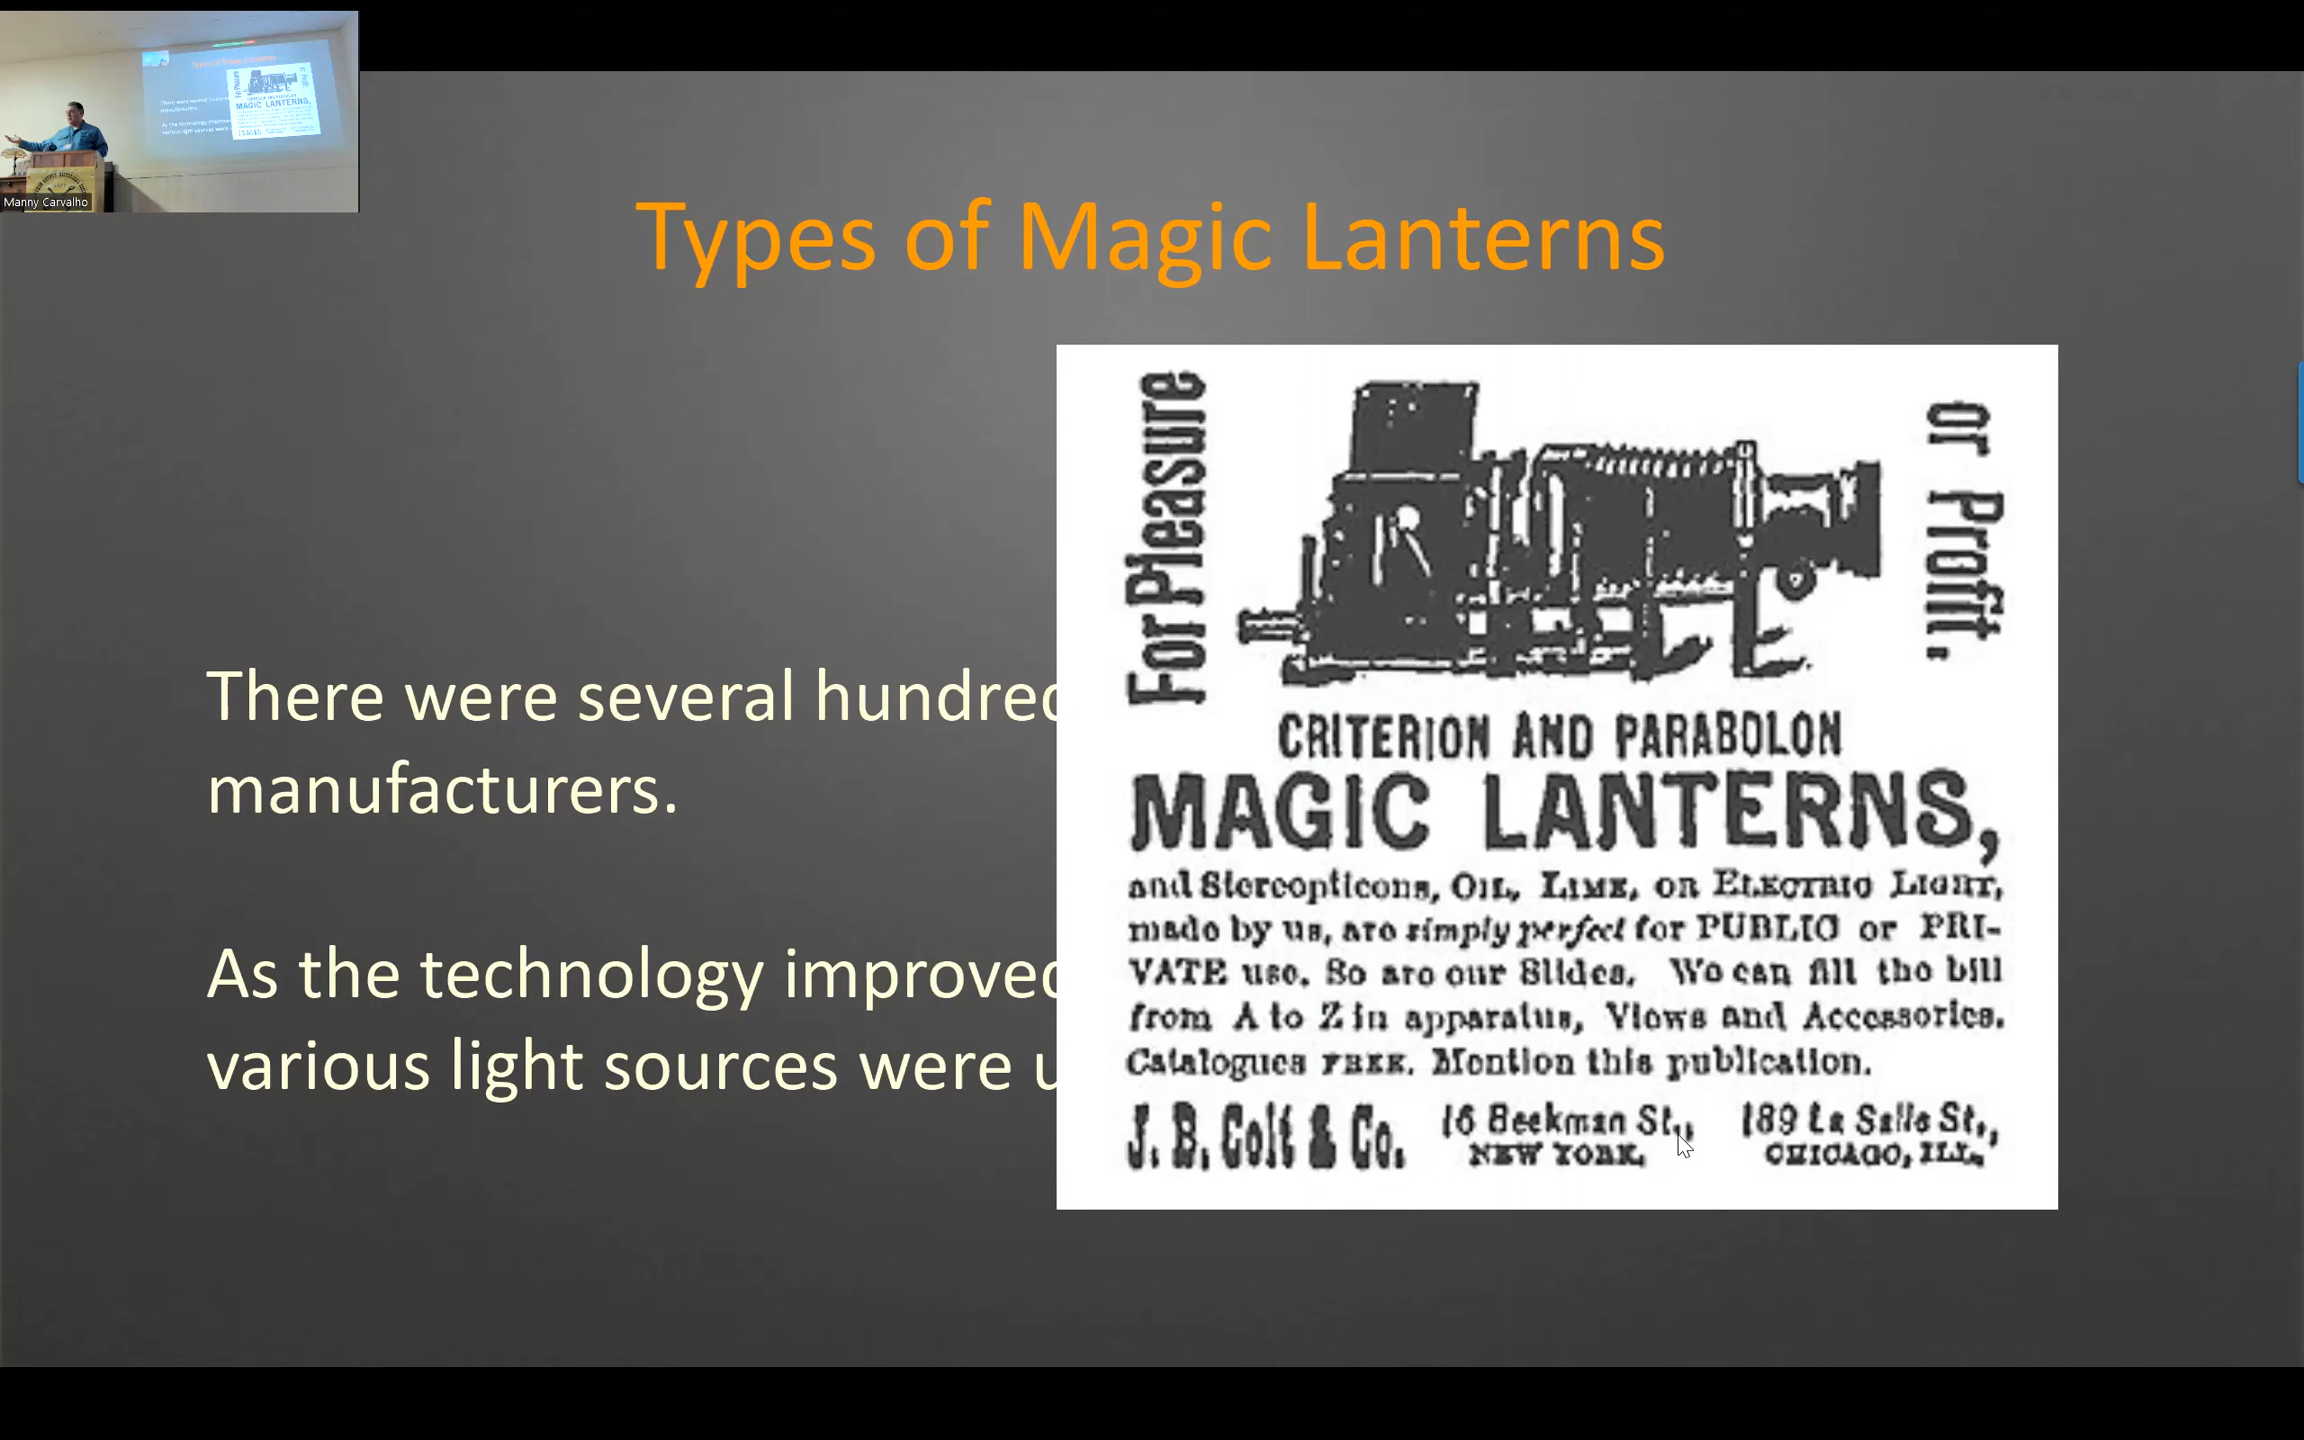 Manny Carvalho
Types of Magic Lanterns
There were several hundred
manufacturers.
As the technology improved
various light sources were u
For Pleasure
or Profit.
CRITERION AND PARABOLON
MAGIC LANTERNS,
and Stereopticons, OIL, LIME, OR ELECTRIC LIGHT,
made by us, are simply perfect for PUBLIC or PRI-
VATE use. So are our Slides. We can fill the bill
from A to Z in apparatus, Views and Accessories.
Catalogues FREE. Mention this publication.
J. B. Colt & Co.
16 Beekman St.,
NEW YORK.
189 La Salle St.,
CHICAGO, ILL.